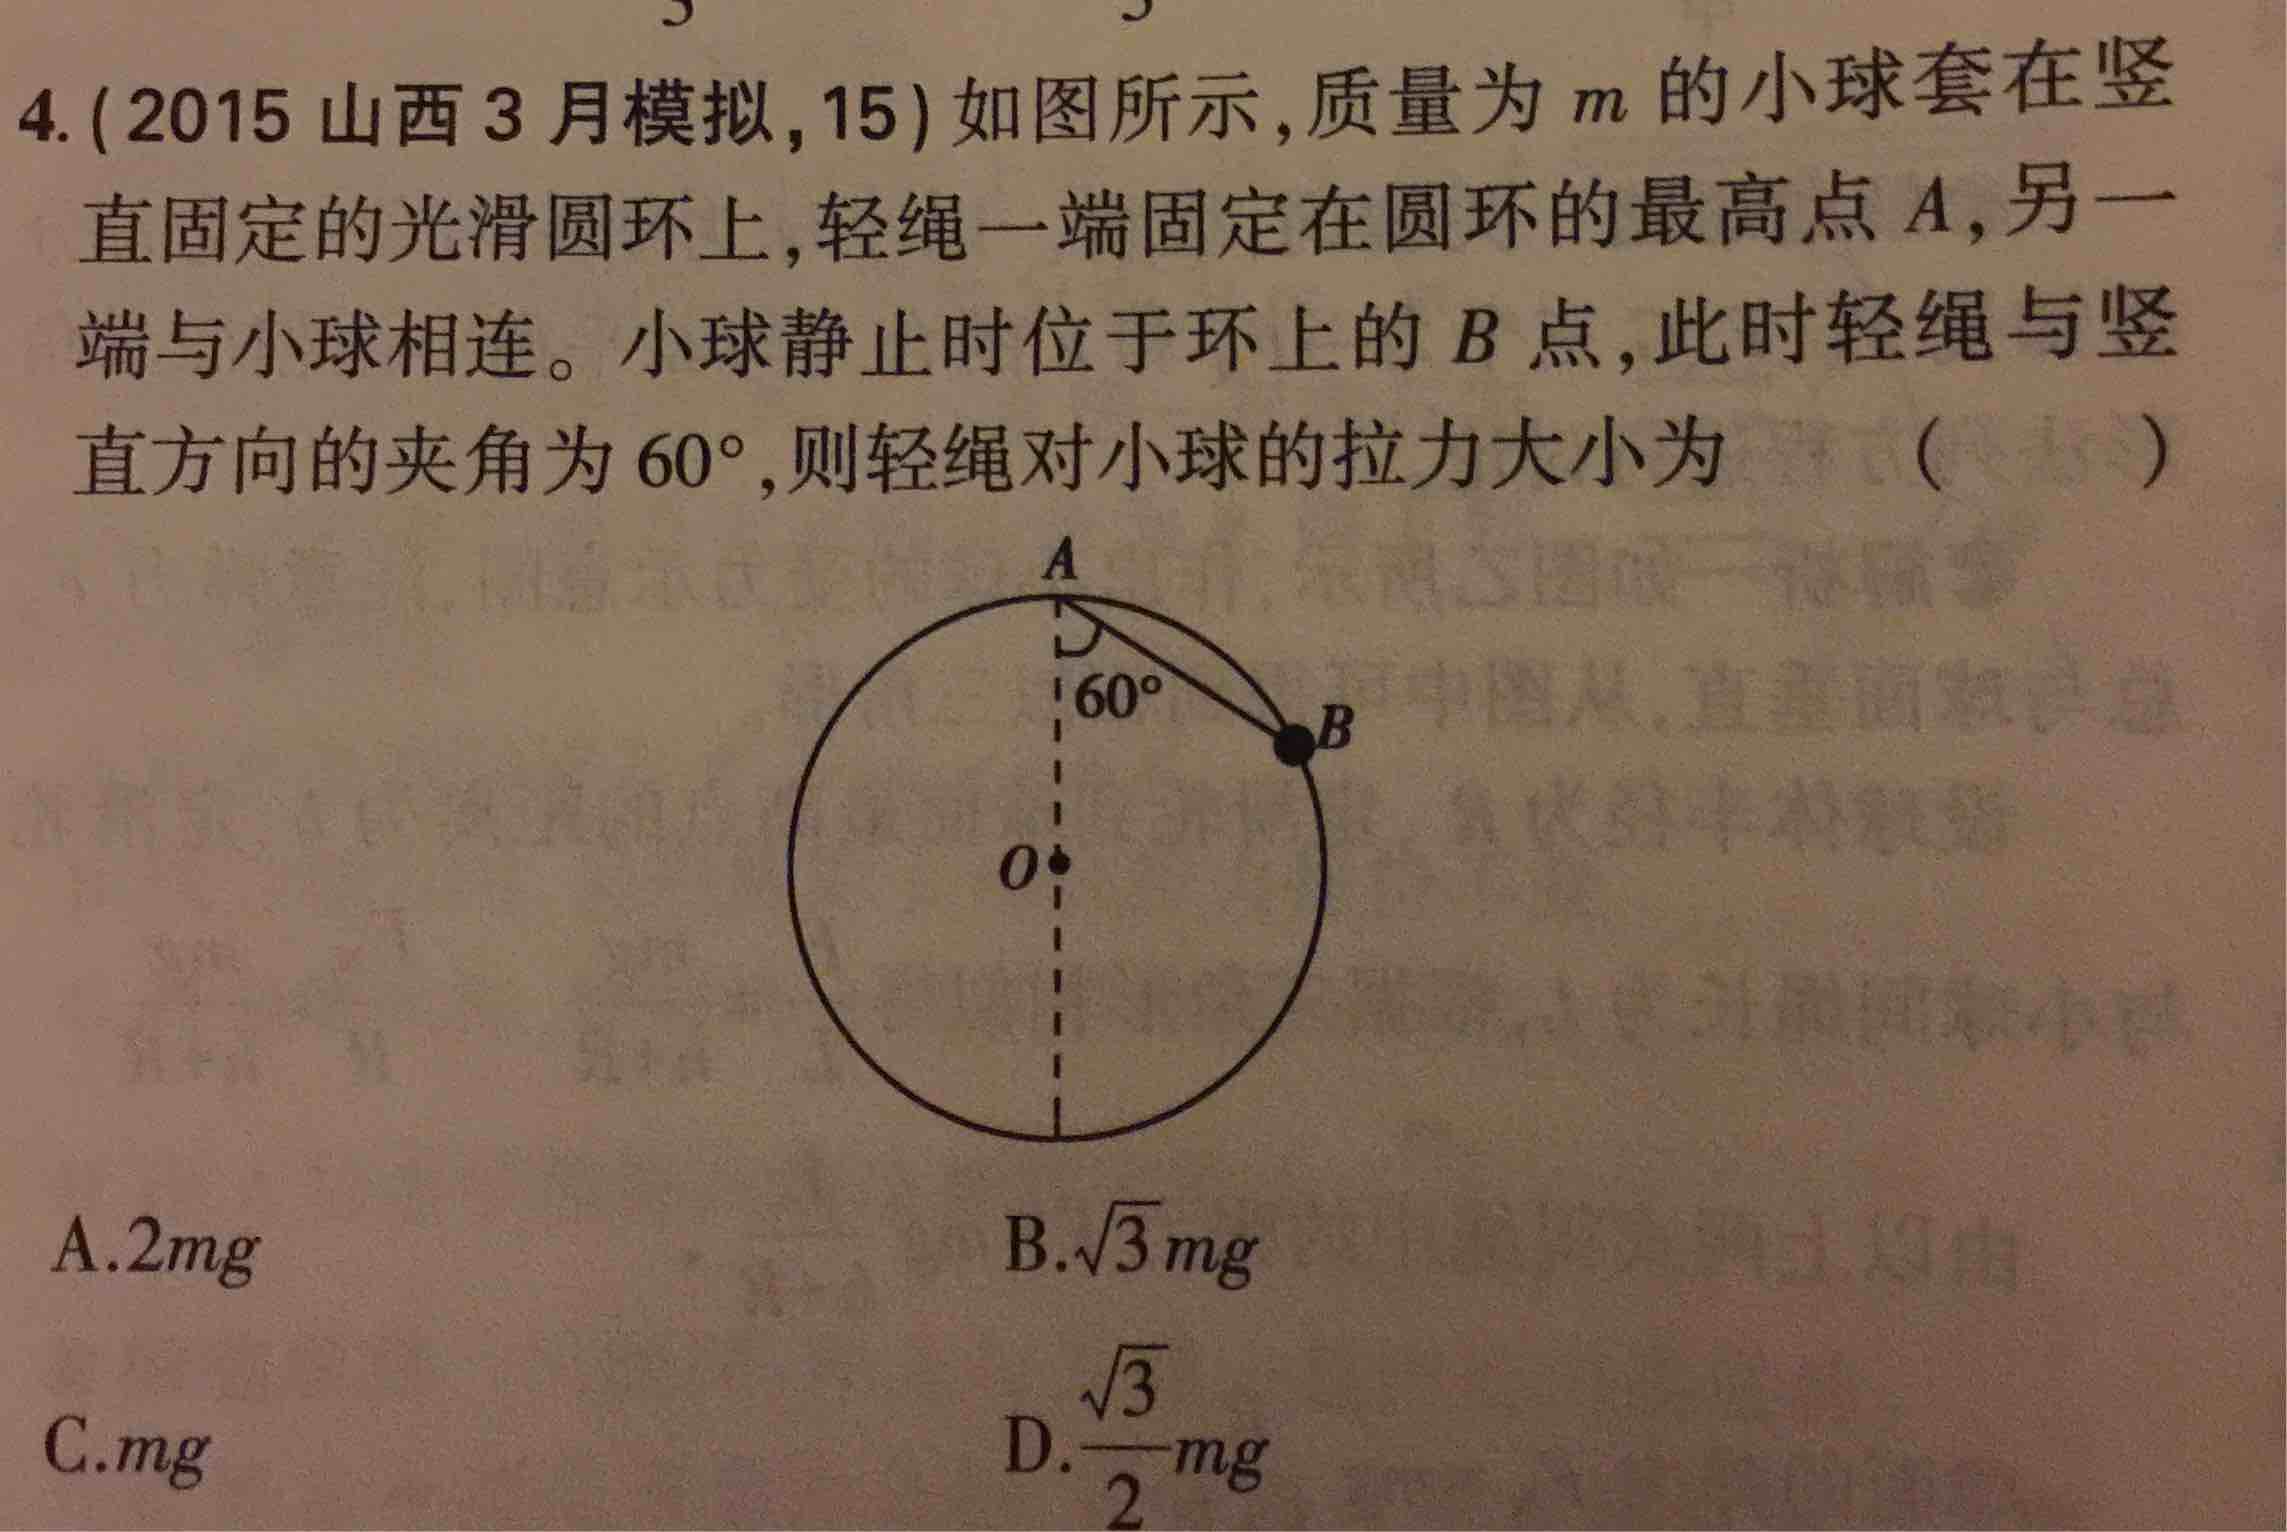 4.(2015 山西 3 月模拟,15)如图所示,质量为 m 的小球套在竖
直固定的光滑圆环上,轻绳一端固定在圆环的最高点 A,另一
端与小球相连。小球静止时位于环上的 B 点,此时轻绳与竖
直方向的夹角为 60°,则轻绳对小球的拉力大小为 ( )
A
60°
B
O
A.2mg B.√3mg
C.mg D.√3/2 mg